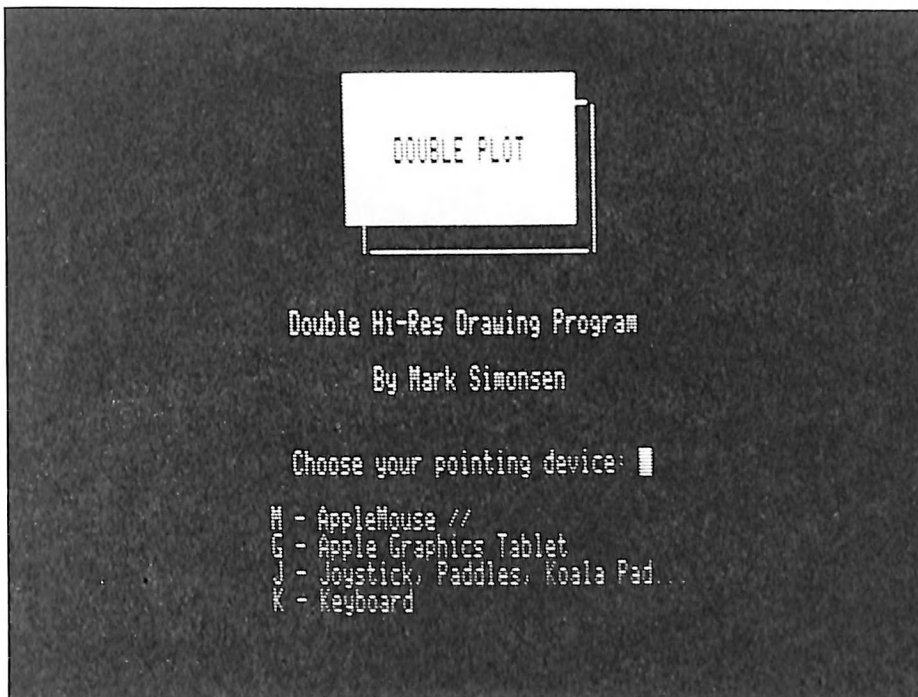 DOUBLE PLOT
Double Hi-Res Drawing Program
By Mark Simonsen
Choose your pointing device:
M - AppleMouse //
G - Apple Graphics Tablet
J - Joystick, Paddles, Koala Pad...
K - Keyboard